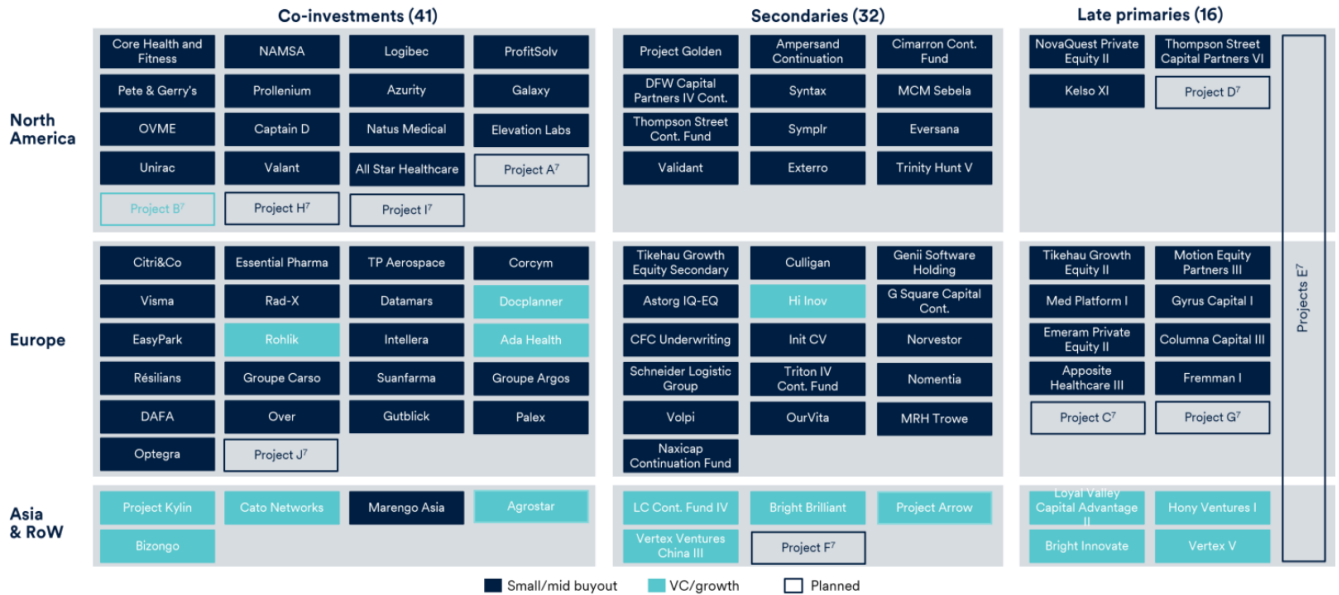 Co-investments (41)
Secondaries (32)
Late primaries (16)
North
America
Core Health and
Fitness
NAMSA
Logibec
ProfitSolv
Pete & Gerry's
Prollenium
Azurity
Galaxy
OVME
Captain D
Natus Medical
Elevation Labs
Unirac
Valant
All Star Healthcare
Project A⁷
Project B⁷
Project H⁷
Project I⁷
Project Golden
Ampersand
Continuation
Cimarron Cont.
Fund
DFW Capital
Partners IV Cont.
Syntax
MCM Sebela
Thompson Street
Cont. Fund
Symplr
Eversana
Validant
Exterro
Trinity Hunt V
NovaQuest Private
Equity II
Thompson Street
Capital Partners VI
Kelso XI
Project D⁷
Projects E⁷
Europe
Citri&Co
Essential Pharma
TP Aerospace
Corcym
Visma
Rad-X
Datamars
Docplanner
EasyPark
Rohlik
Intellera
Ada Health
Résilians
Groupe Carso
Suanfarma
Groupe Argos
DAFA
Over
Gutblick
Palex
Optegra
Project J⁷
Tikehau Growth
Equity Secondary
Culligan
Genii Software
Holding
Astorg IQ-EQ
Hi Inov
G Square Capital
Cont.
CFC Underwriting
Init CV
Norvestor
Schneider Logistic
Group
Triton IV
Cont. Fund
Nomentia
Volpi
OurVita
MRH Trowe
Naxicap
Continuation Fund
Tikehau Growth
Equity II
Motion Equity
Partners III
Med Platform I
Gyrus Capital I
Emeram Private
Equity II
Columna Capital III
Apposite
Healthcare III
Fremman I
Project C⁷
Project G⁷
Asia
& RoW
Project Kylin
Cato Networks
Marengo Asia
Agrostar
Bizongo
LC Cont. Fund IV
Bright Brilliant
Project Arrow
Vertex Ventures
China III
Project F⁷
Loyal Valley
Capital Advantage
II
Hony Ventures I
Bright Innovate
Vertex V
Small/mid buyout
VC/growth
Planned